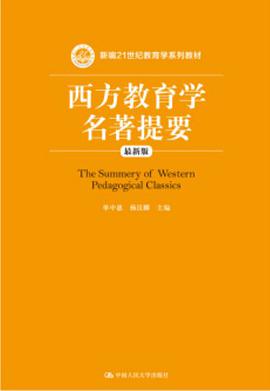 新编21世纪教育学系列教材
西方教育学
名著提要
最新版
The Summery of Western
Pedagogical Classics
单中惠 杨汉麟 主编
中国人民大学出版社